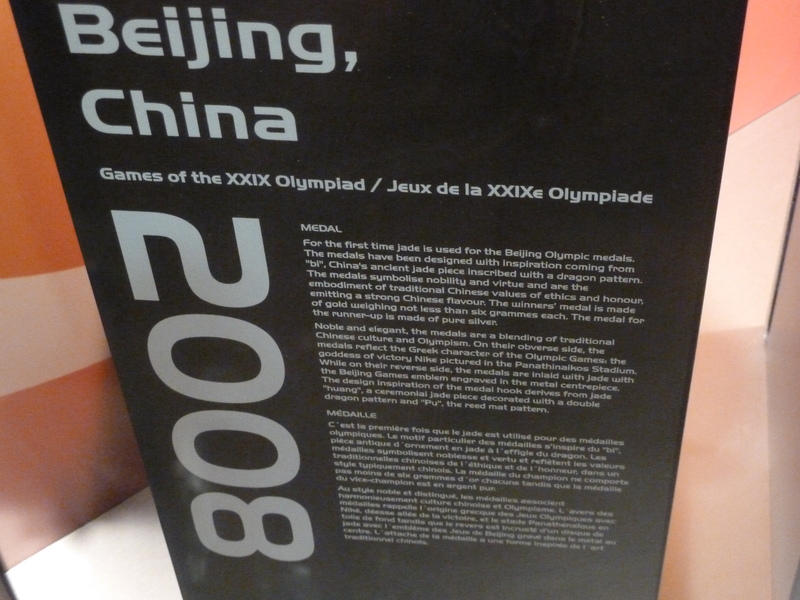 Beijing,
China
Games of the XXIX Olympiad / Jeux de la XXIXe Olympiade
2008
MEDAL
For the first time jade is used for the Beijing Olympic medals.
The medals have been designed with inspiration coming from
"bi", China's ancient jade piece inscribed with a dragon pattern.
The medals symbolise nobility and virtue and are the
embodiment of traditional Chinese values of ethics and honour,
emitting a strong Chinese flavour. The winners' medal is made
of gold weighing not less than six grammes each. The medal for
the runner-up is made of pure silver.
Noble and elegant, the medals are a blending of traditional
Chinese culture and Olympism. On their obverse side, the
medals reflect the Greek character of the Olympic Games: the
goddess of victory Nike pictured in the Panathinaikos Stadium.
While on their reverse side, the medals are inlaid with jade with
the Beijing Games emblem engraved in the metal centrepiece.
The design inspiration of the medal hook derives from jade
"huang", a ceremonial jade piece decorated with a double
dragon pattern and "Pu", the reed mat pattern.
MÉDAILLE
C'est la première fois que le jade est utilisé pour des médailles
olympiques. Le motif particulier des médailles s'inspire du "bi",
pièce antique d'ornement en jade à l'effigie du dragon. Les
médailles symbolisent noblesse et vertu et reflètent les valeurs
traditionnelles chinoises de l'éthique et de l'honneur, dans un
style typiquement chinois. La médaille du champion ne comporte
pas moins de six grammes d'or chacune tandis que la médaille
du vice-champion est en argent pur.
Au style noble et distingué, les médailles associent
harmonieusement culture chinoise et Olympisme. L'avers des
médailles rappelle l'origine grecque des Jeux Olympiques avec
Niké, déesse ailée de la victoire, et le stade Panathénaïque en
toile de fond tandis que le revers est incrusté d'un disque de
jade avec l'emblème des Jeux de Beijing gravé dans le métal au
centre. L'attache de la médaille a une forme inspirée de l'art
traditionnel chinois.